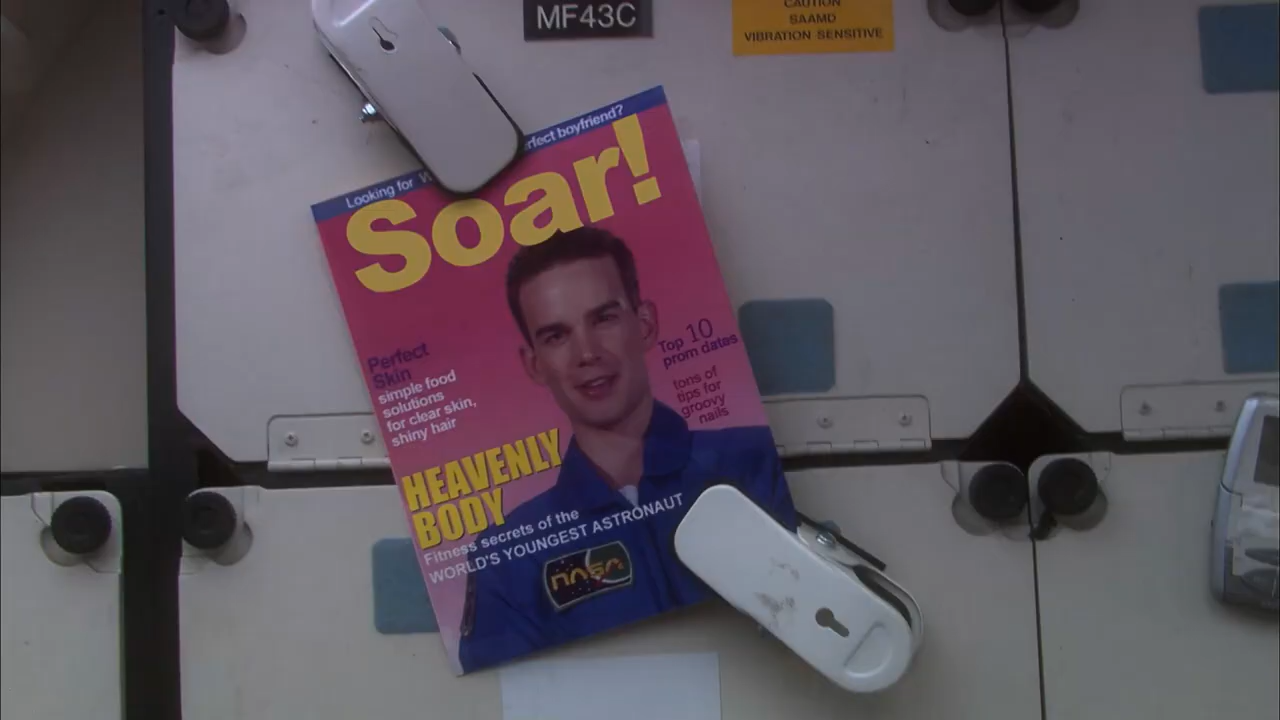 MF43C
CAUTION
SAAMD
VIBRATION SENSITIVE
Looking for
boyfriend?
Soar!
Perfect
Skin
simple food
solutions
for clear skin,
shiny hair
Top 10
prom dates
tons of
tips for
groovy
nails
HEAVENLY
BODY
Fitness secrets of the
WORLD'S YOUNGEST ASTRONAUT
NASA